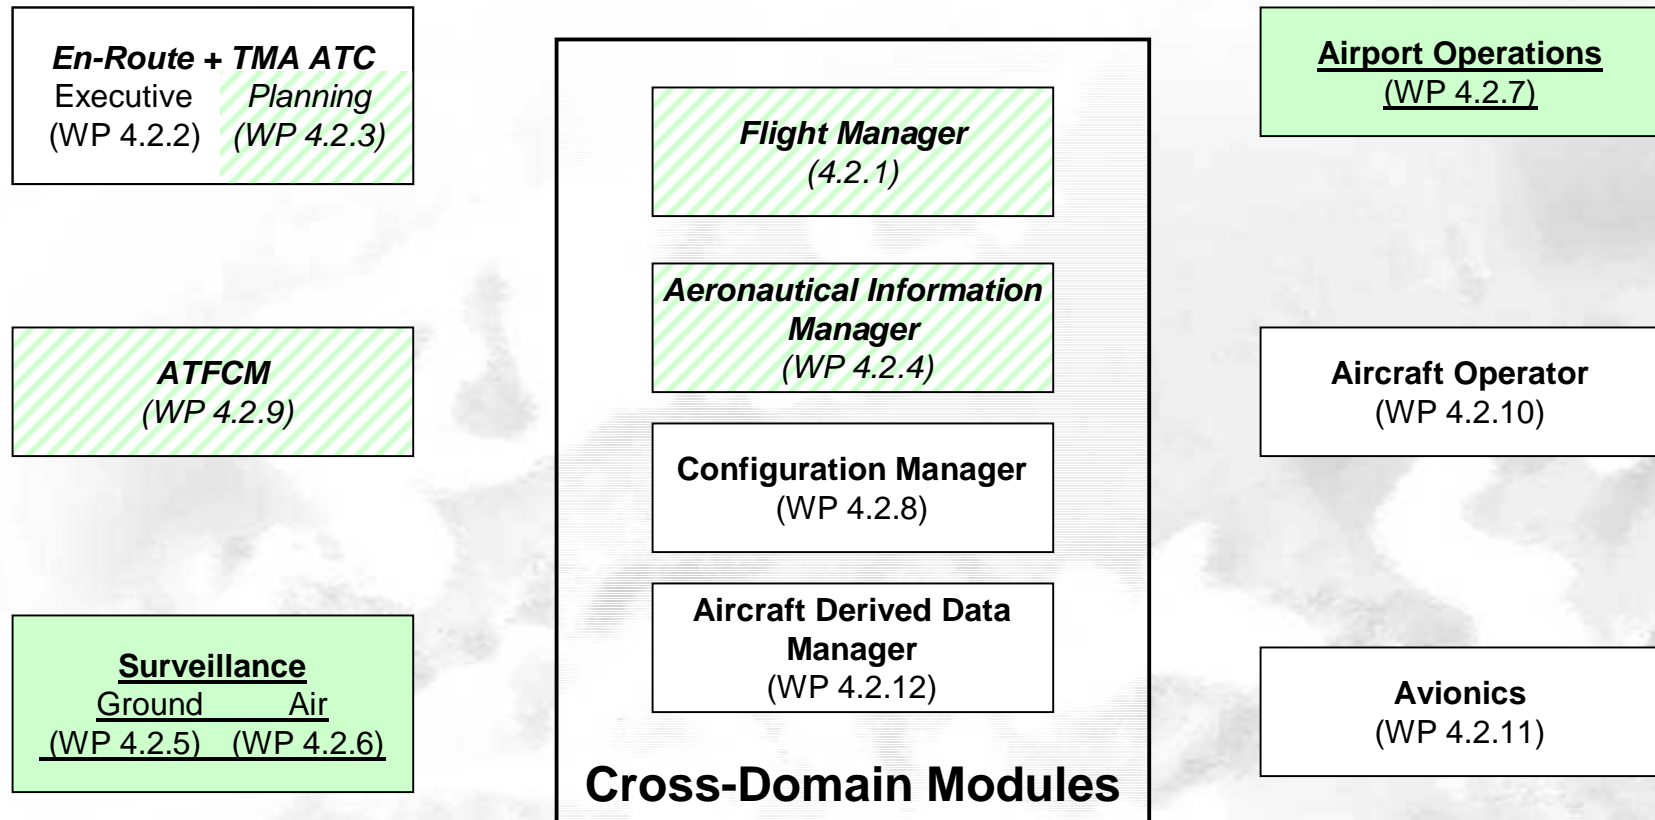 En-Route + TMA ATC
Executive Planning
(WP 4.2.2) (WP 4.2.3)
ATFCM
(WP 4.2.9)
Surveillance
Ground Air
(WP 4.2.5) (WP 4.2.6)
Flight Manager
(4.2.1)
Aeronautical Information
Manager
(WP 4.2.4)
Configuration Manager
(WP 4.2.8)
Aircraft Derived Data
Manager
(WP 4.2.12)
Cross-Domain Modules
Airport Operations
(WP 4.2.7)
Aircraft Operator
(WP 4.2.10)
Avionics
(WP 4.2.11)